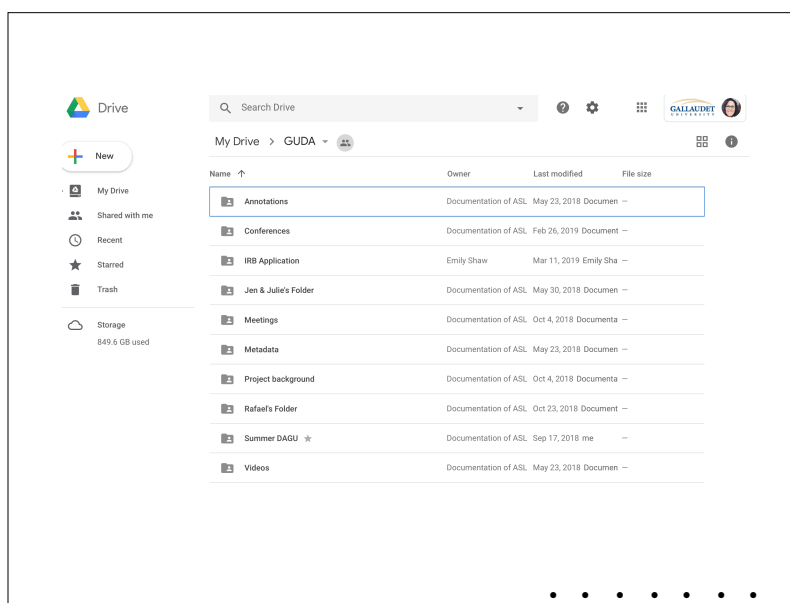 Drive
Search Drive
GALLAUDET
UNIVERSITY
New
My Drive > GUDA
My Drive
Shared with me
Recent
Starred
Trash
Storage
849.6 GB used
Name ↑ Owner Last modified File size
Annotations Documentation of ASL May 23, 2018 Documen —
Conferences Documentation of ASL Feb 26, 2019 Document —
IRB Application Emily Shaw Mar 11, 2019 Emily Sha —
Jen & Julie's Folder Documentation of ASL May 30, 2018 Documen —
Meetings Documentation of ASL Oct 4, 2018 Documenta —
Metadata Documentation of ASL May 23, 2018 Documen —
Project background Documentation of ASL Oct 4, 2018 Documenta —
Rafael's Folder Documentation of ASL Oct 23, 2018 Document —
Summer DAGU Documentation of ASL Sep 17, 2018 me —
Videos Documentation of ASL May 23, 2018 Documen —